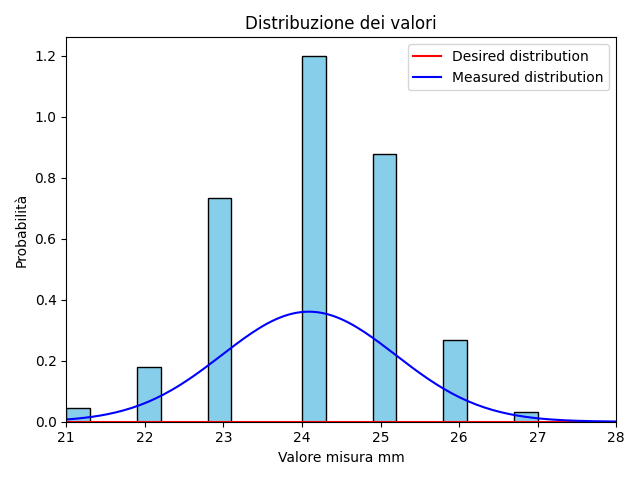 Distribuzione dei valori
Desired distribution
Measured distribution
1.2
1.0
0.8
0.6
0.4
0.2
0.0
Probabilità
21 22 23 24 25 26 27 28
Valore misura mm